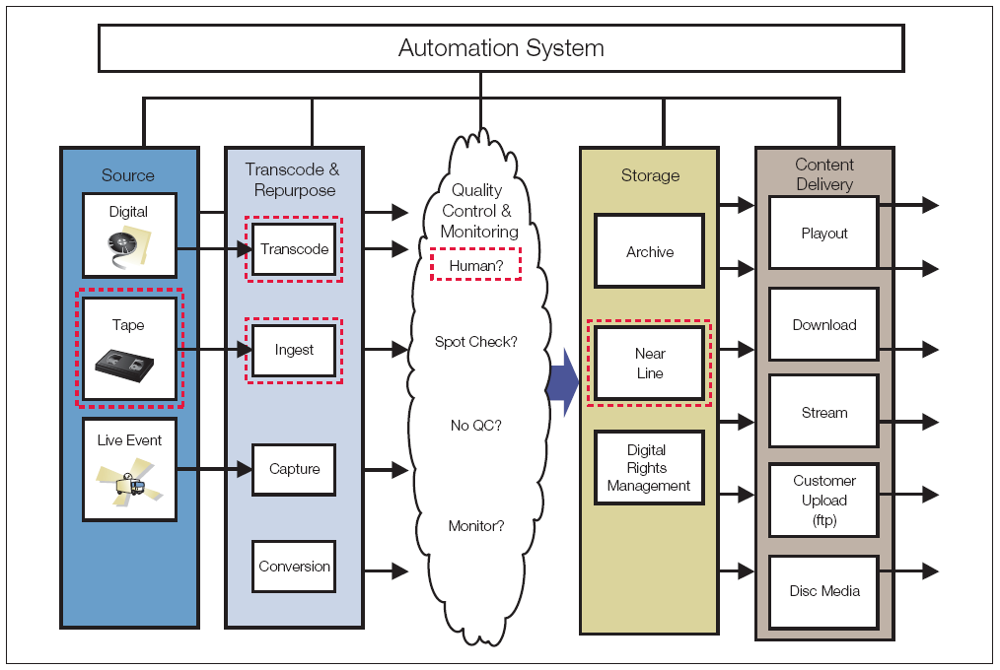 Automation System
Source
Digital
Tape
Live Event
Transcode &
Repurpose
Transcode
Ingest
Capture
Conversion
Quality
Control &
Monitoring
Human?
Spot Check?
No QC?
Monitor?
Storage
Archive
Near
Line
Digital
Rights
Management
Content
Delivery
Playout
Download
Stream
Customer
Upload
(ftp)
Disc Media